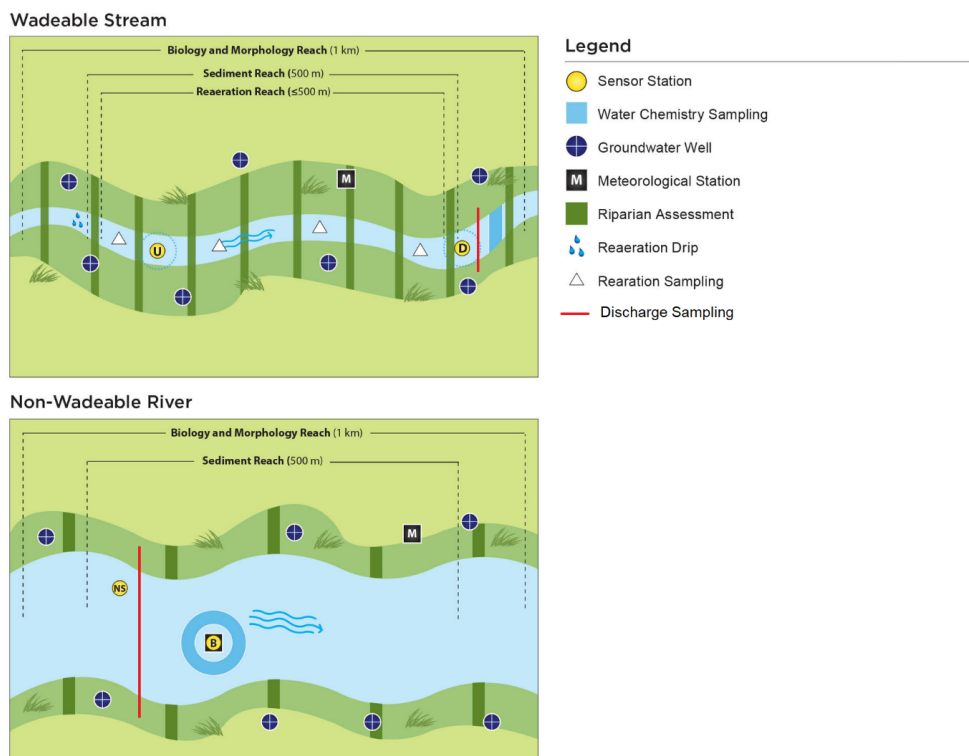 Wadeable Stream
Biology and Morphology Reach (1 km)
Sediment Reach (500 m)
Reaeration Reach (≤500 m)
M
U
D
Legend
Sensor Station
Water Chemistry Sampling
Groundwater Well
M Meteorological Station
Riparian Assessment
Reaeration Drip
Rearation Sampling
Discharge Sampling
Non-Wadeable River
Biology and Morphology Reach (1 km)
Sediment Reach (500 m)
M
NS
B